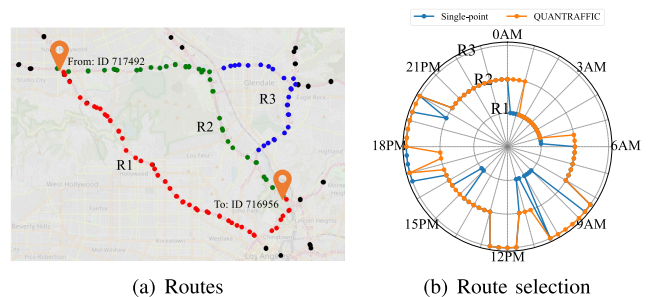 Single-point
QUANTRAFFIC
From: ID 717492
Glendale
R3
R2
R1
To: ID 716956
West Hollywood
Beverly Hills
Los Angeles
0AM
R3
21PM
3AM
R2
R1
18PM
6AM
15PM
9AM
12PM
(a) Routes
(b) Route selection